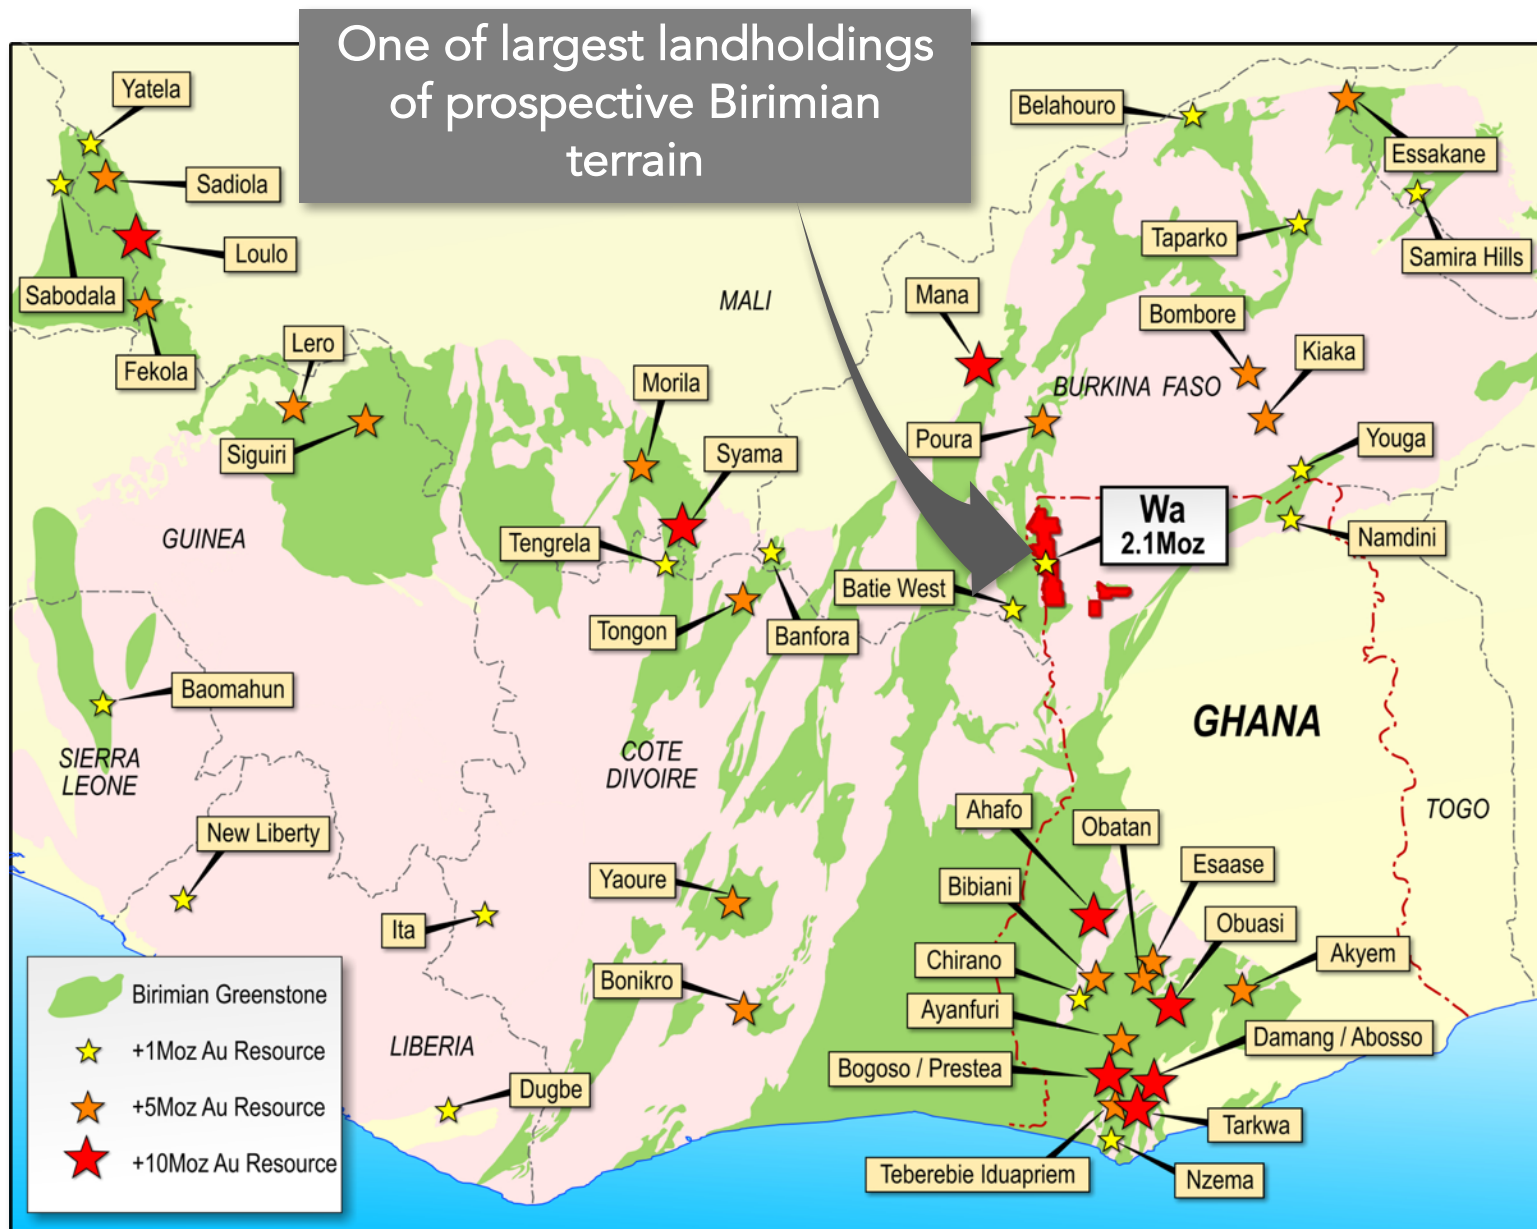 One of largest landholdings
of prospective Birimian
terrain
Yatela
Belahouro
Essakane
Sadiola
Loulo
Taparko
Samira Hills
Sabodala
MALI
Mana
Bombore
Lero
Kiaka
Fekola
Morila
BURKINA FASO
Siguiri
Syama
Poura
Youga
GUINEA
Tengrela
Wa
2.1Moz
Namdini
Batie West
Tongon
Banfora
Baomahun
SIERRA
LEONE
COTE
DIVOIRE
GHANA
TOGO
New Liberty
Ahafo
Obatan
Esaase
Yaoure
Bibiani
Ita
Obuasi
Chirano
Akyem
Bonikro
Ayanfuri
LIBERIA
Damang / Abosso
Bogoso / Prestea
Dugbe
Tarkwa
Teberebie Iduapriem
Nzema
Birimian Greenstone
+1Moz Au Resource
+5Moz Au Resource
+10Moz Au Resource